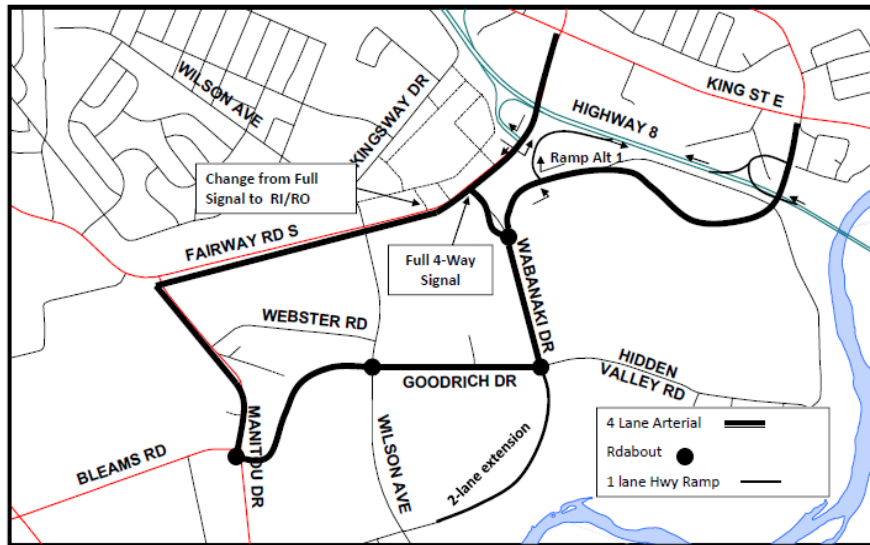 WILSON AVE
KINGSWAY DR
KING ST E
HIGHWAY 8
Ramp Alt 1
Change from Full
Signal to RI/RO
FAIRWAY RD S
Full 4-Way
Signal
WABANAKI DR
WEBSTER RD
GOODRICH DR
HIDDEN
VALLEY RD
MANITOU DR
BLEAMS RD
WILSON AVE
2-lane extension
4 Lane Arterial
Rdabout
1 lane Hwy Ramp